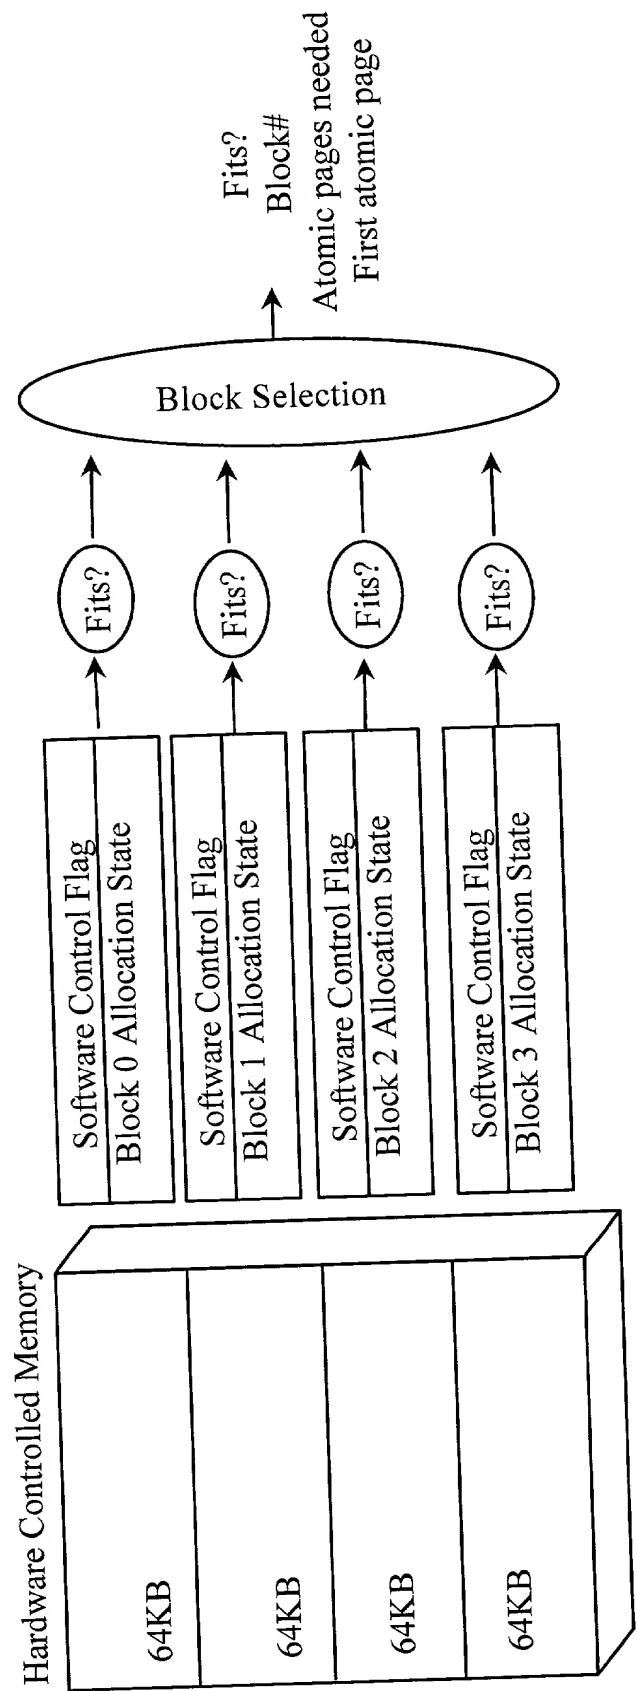 Hardware Controlled Memory
64KB
64KB
64KB
64KB
Software Control Flag
Block 0 Allocation State
Software Control Flag
Block 1 Allocation State
Software Control Flag
Block 2 Allocation State
Software Control Flag
Block 3 Allocation State
Fits?
Fits?
Fits?
Fits?
Block Selection
Fits?
Block#
Atomic pages needed
First atomic page